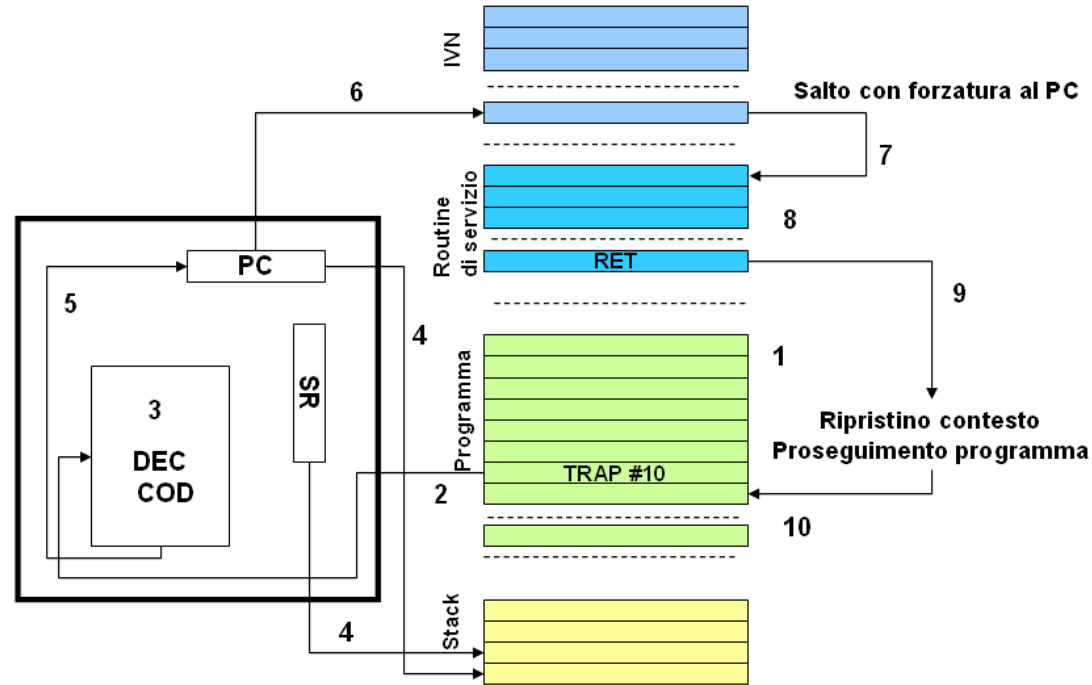 IVN
6
Salto con forzatura al PC
7
Routine
di servizio
8
PC
RET
5
4
9
SR
Programma
1
3
DEC
COD
Ripristino contesto
Proseguimento programma
2
TRAP #10
10
Stack
4